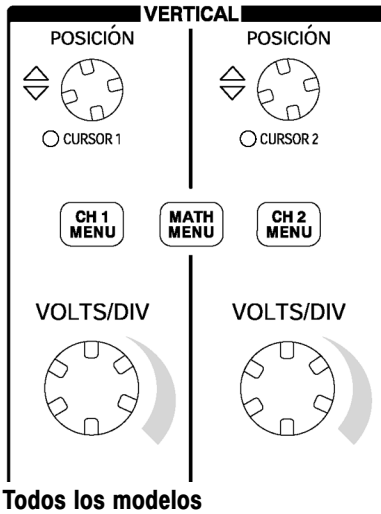 VERTICAL
POSICIÓN
POSICIÓN
CURSOR 1
CURSOR 2
CH 1
MENU
MATH
MENU
CH 2
MENU
VOLTS/DIV
VOLTS/DIV
Todos los modelos